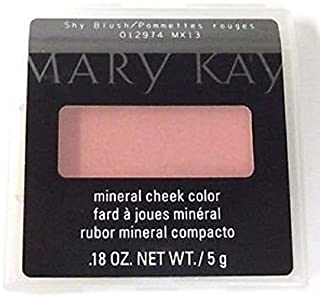 Shy Blush/Pommettes rouges
012974 MX13
MARY KAY
mineral cheek color
fard à joues minéral
rubor mineral compacto
.18 OZ. NET WT./5 g